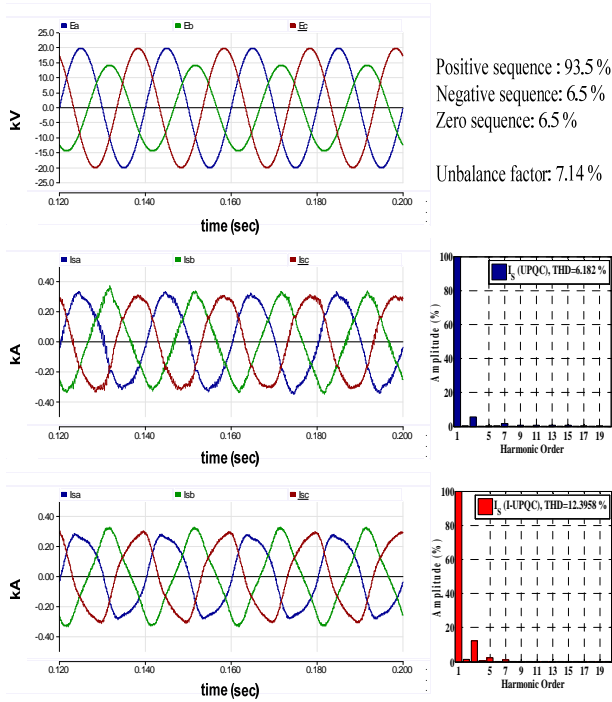 Ea Eb Ec
25.0
20.0
15.0
10.0
5.0
0.0
-5.0
-10.0
-15.0
-20.0
-25.0
kV
0.120 0.140 0.160 0.180 0.200
time (sec)
Positive sequence : 93.5 %
Negative sequence: 6.5 %
Zero sequence: 6.5 %
Unbalance factor: 7.14 %
Isa Isb Isc
0.40
0.20
0.00
-0.20
-0.40
kA
0.120 0.140 0.160 0.180 0.200
time (sec)
IS (UPQC), THD=6.182 %
100
80
60
40
20
0
Amplitude (%)
1 5 7 9 11 13 15 17 19
Harmonic Order
Isa Isb Isc
0.40
0.20
0.00
-0.20
-0.40
kA
0.120 0.140 0.160 0.180 0.200
time (sec)
IS (I-UPQC), THD=12.3958 %
100
80
60
40
20
0
Amplitude (%)
1 5 7 9 11 13 15 17 19
Harmonic Order